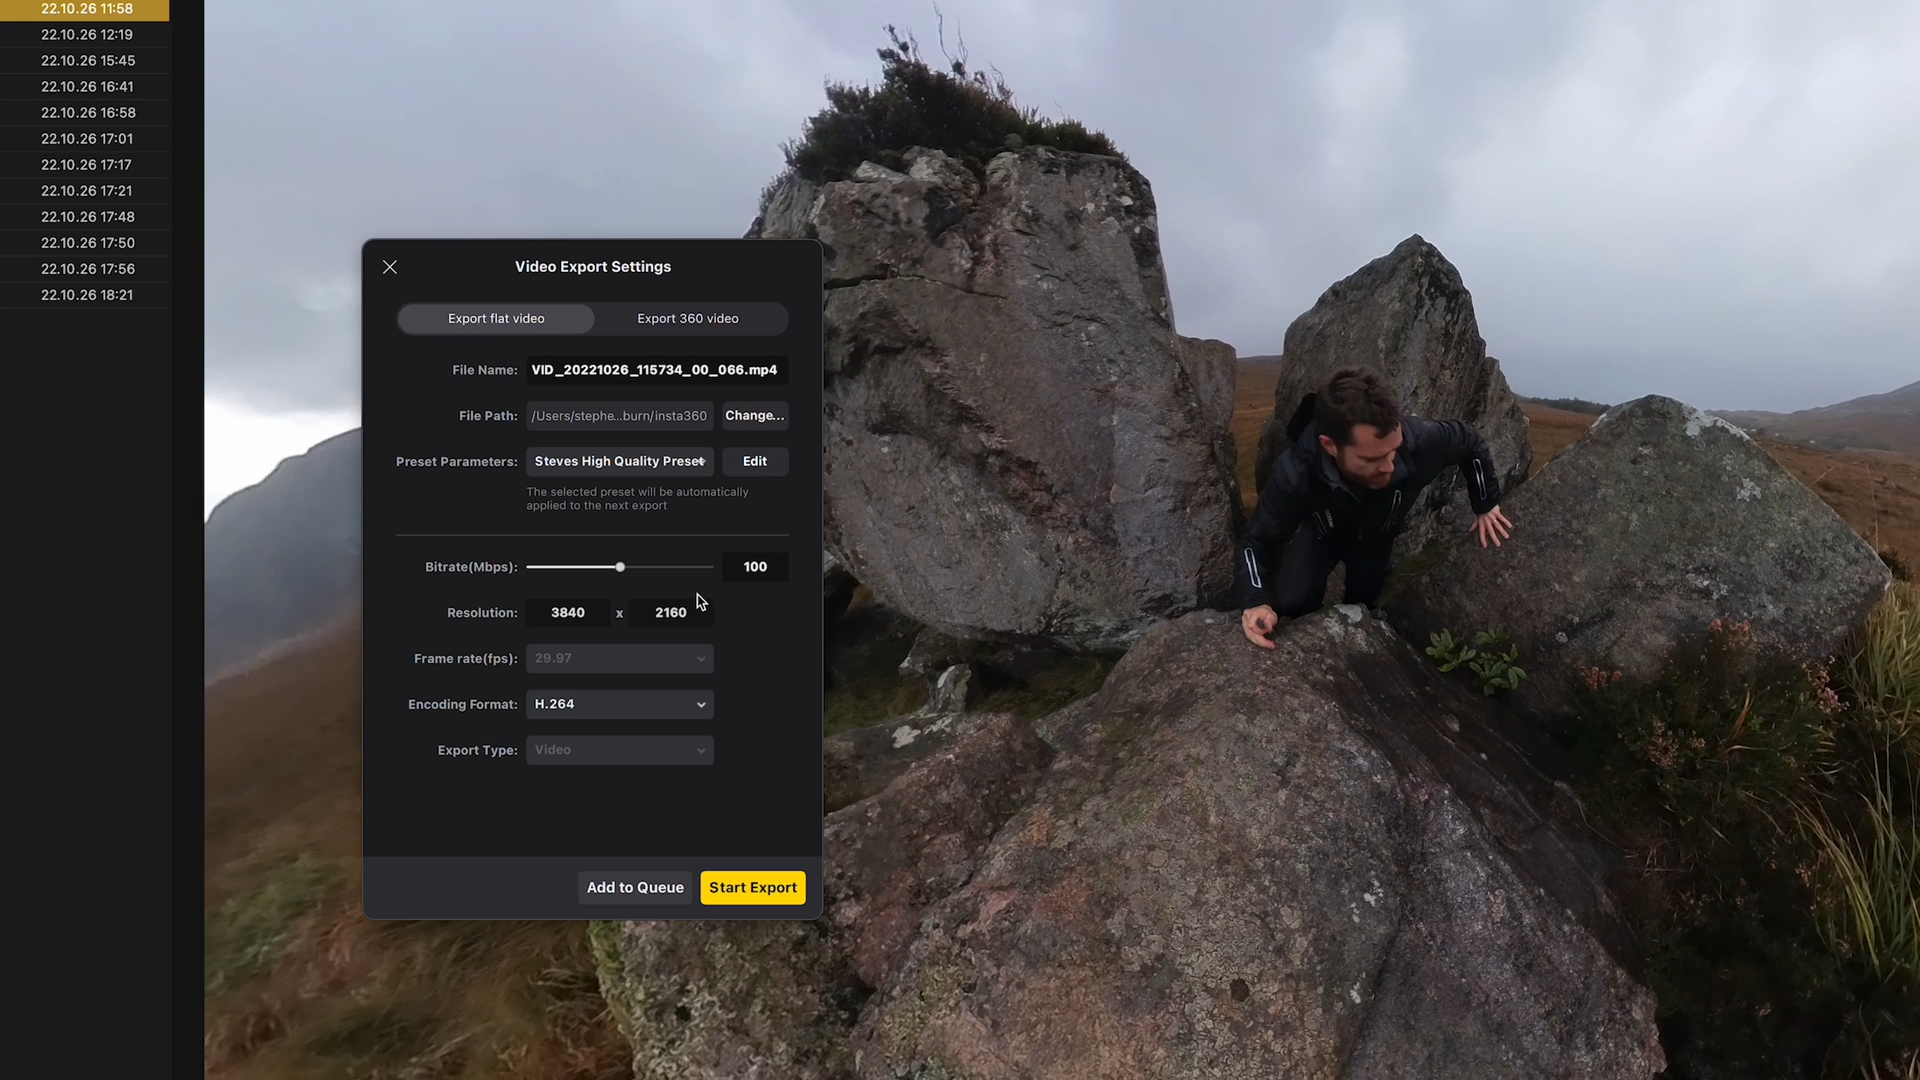 22.10.26 11:58
22.10.26 12:19
22.10.26 15:45
22.10.26 16:41
22.10.26 16:58
22.10.26 17:01
22.10.26 17:17
22.10.26 17:21
22.10.26 17:48
22.10.26 17:50
22.10.26 17:56
22.10.26 18:21
Video Export Settings
Export flat video Export 360 video
File Name: VID_20221026_115734_00_066.mp4
File Path: /Users/stephe...burn/insta360 Change...
Preset Parameters: Steves High Quality Preset Edit
The selected preset will be automatically
applied to the next export
Bitrate(Mbps): 100
Resolution: 3840 x 2160
Frame rate(fps): 29.97
Encoding Format: H.264
Export Type: Video
Add to Queue Start Export